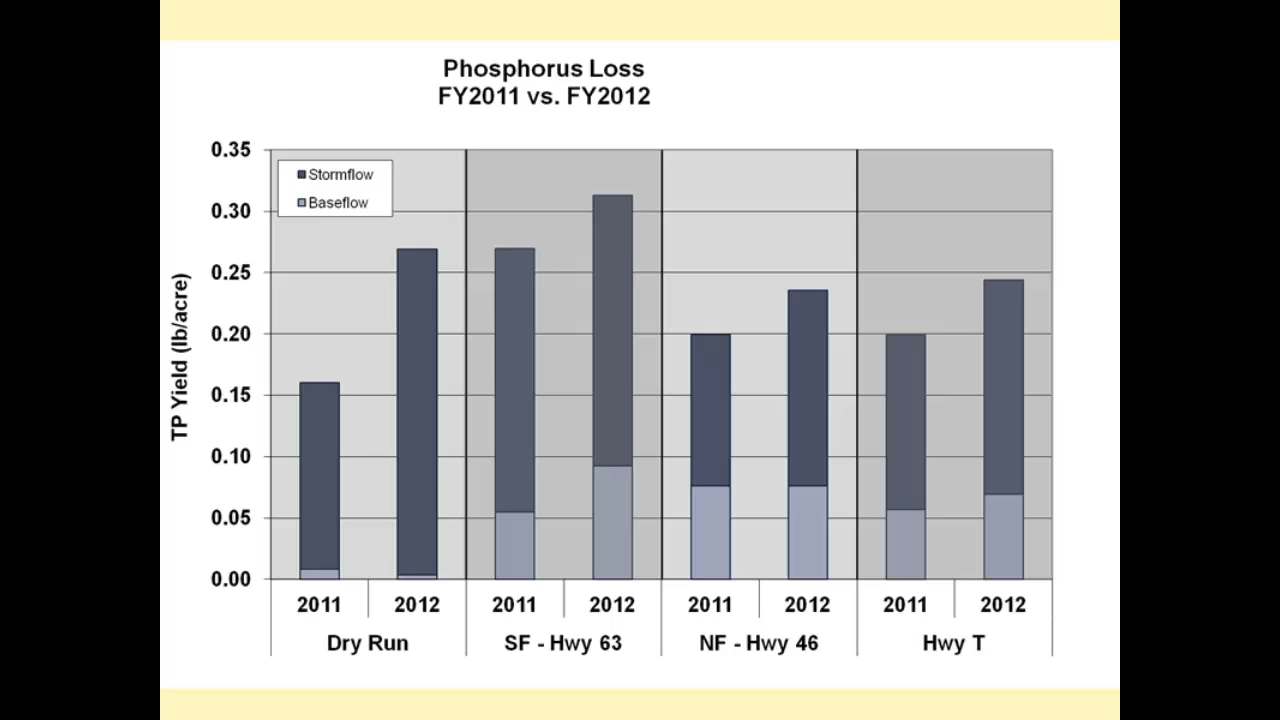 Phosphorus Loss
FY2011 vs. FY2012
TP Yield (lb/acre)
0.35
0.30
0.25
0.20
0.15
0.10
0.05
0.00
Stormflow
Baseflow
2011 2012 2011 2012 2011 2012 2011 2012
Dry Run SF - Hwy 63 NF - Hwy 46 Hwy T